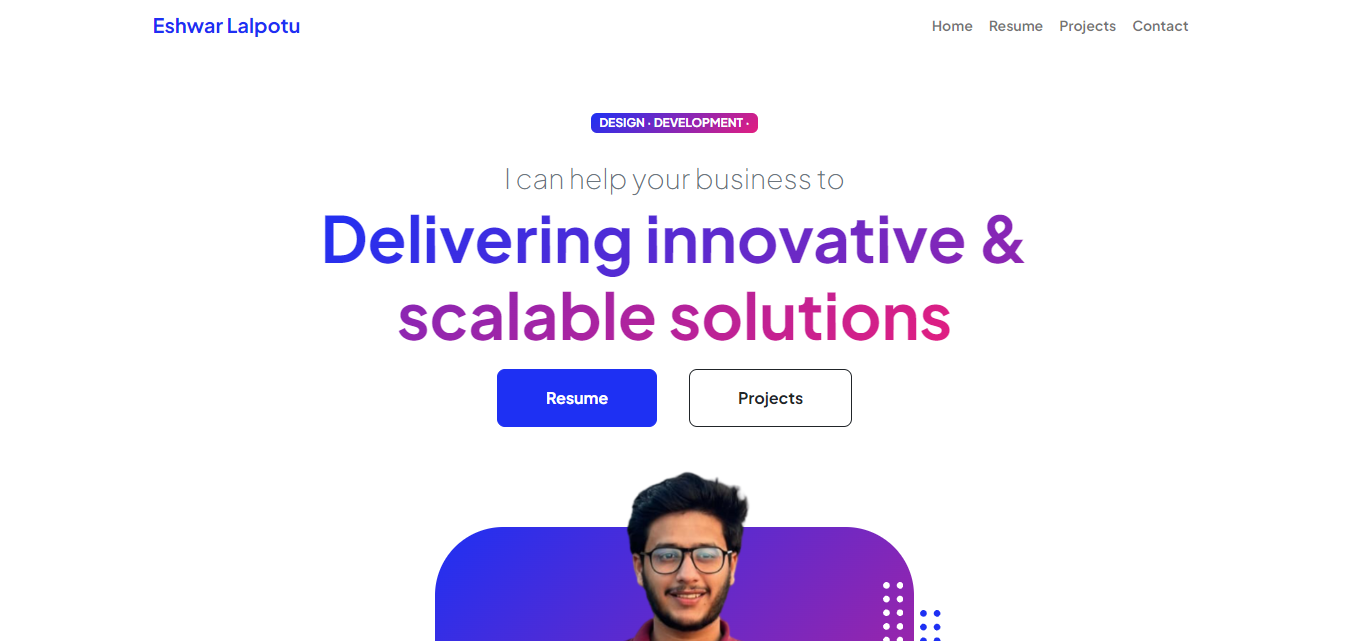 Eshwar Lalpotu
Home Resume Projects Contact
DESIGN · DEVELOPMENT ·
I can help your business to
Delivering innovative &
scalable solutions
Resume Projects